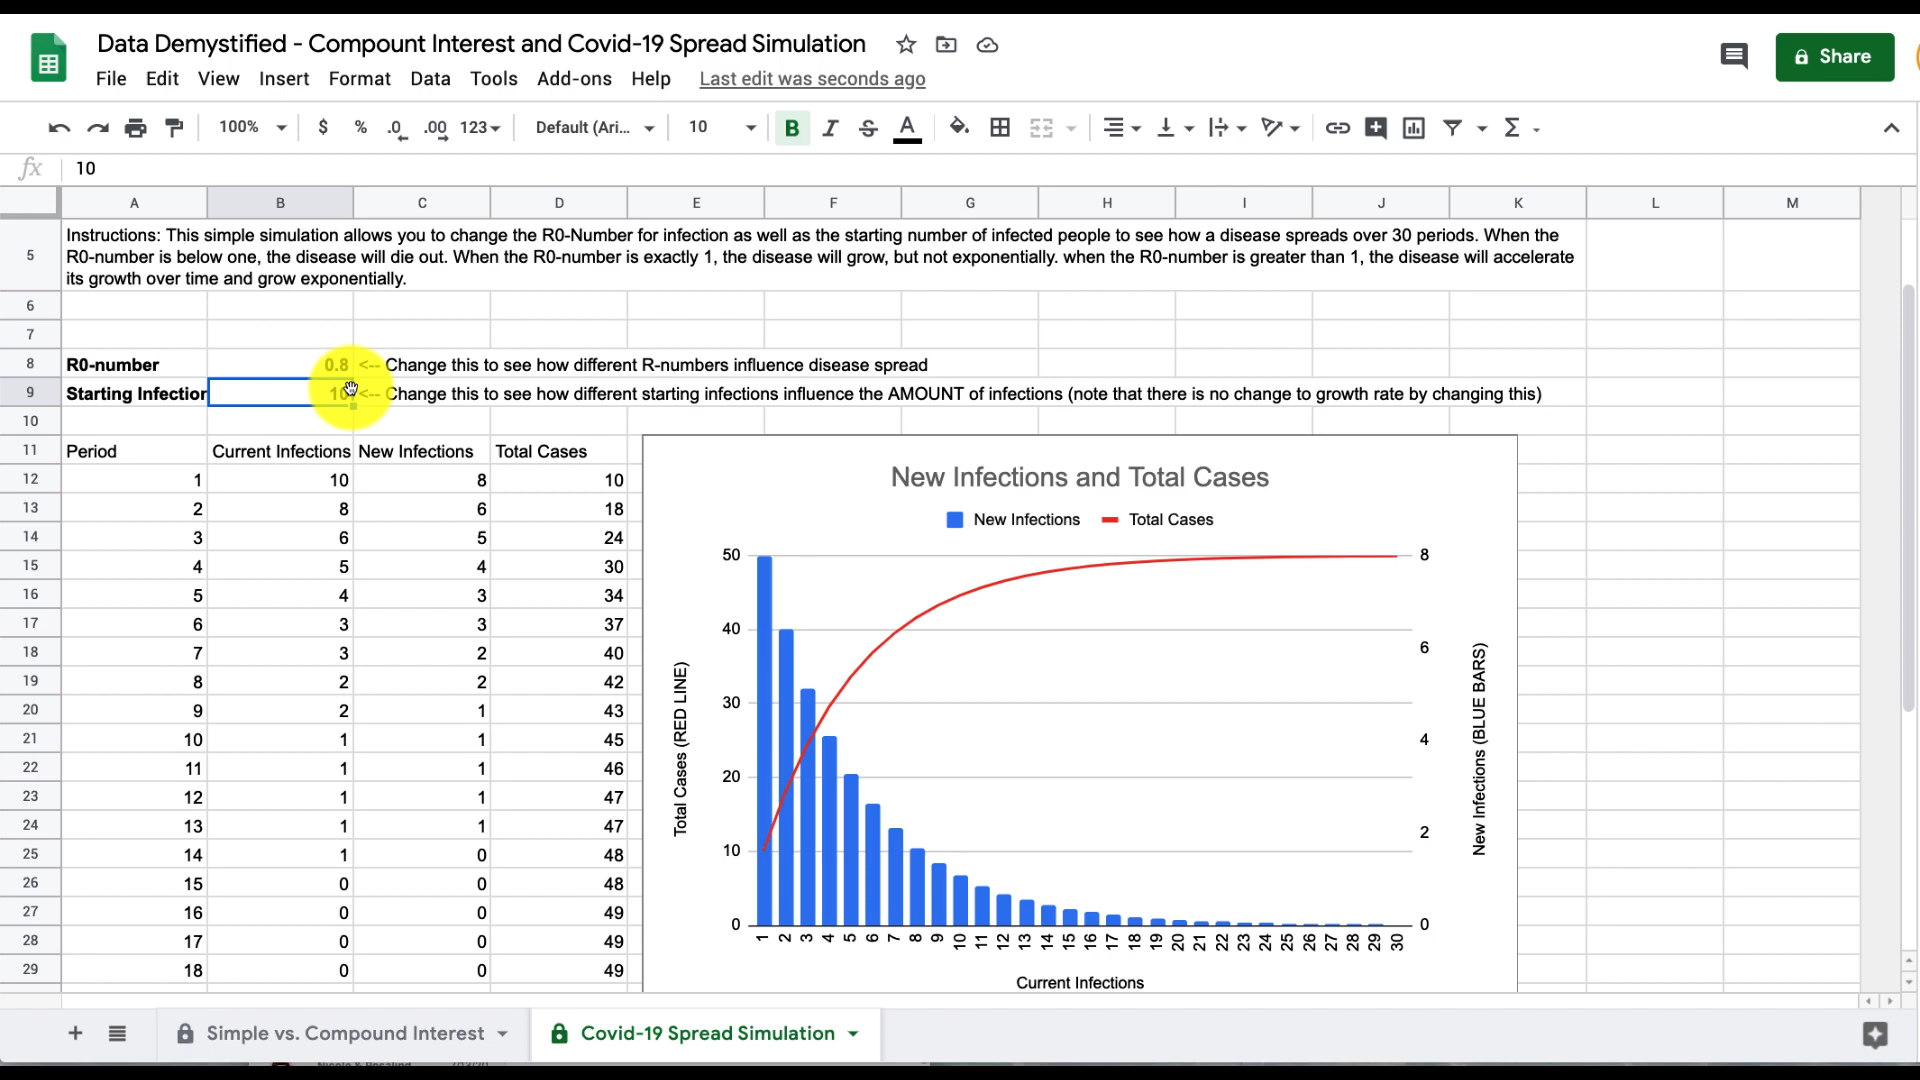 Data Demystified - Compount Interest and Covid-19 Spread Simulation
Share
File Edit View Insert Format Data Tools Add-ons Help Last edit was seconds ago
100% $ % .0 .00 123 Default (Ari... 10 B I S A Σ
fx 10
A B C D E F G H I J K L M
5 Instructions: This simple simulation allows you to change the R0-Number for infection as well as the starting number of infected people to see how a disease spreads over 30 periods. When the
R0-number is below one, the disease will die out. When the R0-number is exactly 1, the disease will grow, but not exponentially. when the R0-number is greater than 1, the disease will accelerate
its growth over time and grow exponentially.
6
7
8 R0-number 0.8 <-- Change this to see how different R-numbers influence disease spread
9 Starting Infection 10 <-- Change this to see how different starting infections influence the AMOUNT of infections (note that there is no change to growth rate by changing this)
10
11 Period Current Infections New Infections Total Cases
12 1 10 8 10
13 2 8 6 18
14 3 6 5 24
15 4 5 4 30
16 5 4 3 34
17 6 3 3 37
18 7 3 2 40
19 8 2 2 42
20 9 2 1 43
21 10 1 1 45
22 11 1 1 46
23 12 1 1 47
24 13 1 1 47
25 14 1 0 48
26 15 0 0 48
27 16 0 0 49
28 17 0 0 49
29 18 0 0 49
New Infections and Total Cases
New Infections Total Cases
50 8
40 6
30
20 4
10 2
0 0
Total Cases (RED LINE)
New Infections (BLUE BARS)
1 2 3 4 5 6 7 8 9 10 11 12 13 14 15 16 17 18 19 20 21 22 23 24 25 26 27 28 29 30
Current Infections
+ Simple vs. Compound Interest Covid-19 Spread Simulation